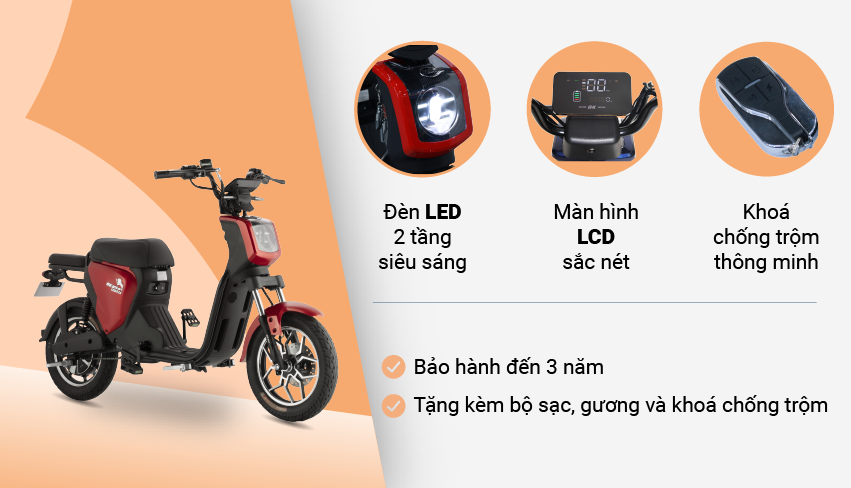 Đèn LED
2 tầng
siêu sáng
Màn hình
LCD
sắc nét
Khoá
chống trộm
thông minh
Bảo hành đến 3 năm
Tặng kèm bộ sạc, gương và khoá chống trộm